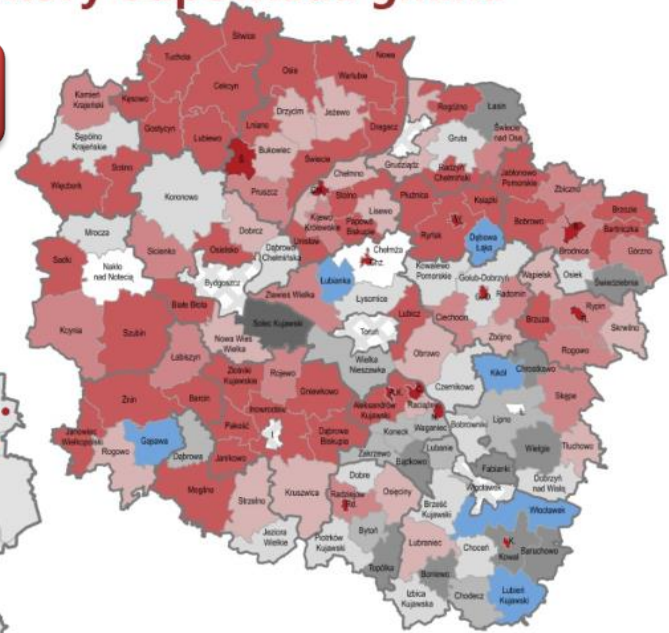 Śliwice
Nowa
Tuchola
Osie
Warlubie
Cekcyn
Kamień
Krajeński
Kęsowo
Rogóźno
Łasin
Drzycim
Jeżewo
Gostycyn
Lniano
Dragacz
Świecie
nad Osą
Sępólno
Krajeńskie
Lubiewo
Gruta
Bukowiec
Świecie
Grudziądz
Sośno
Chełmno
Radzyń
Chełmiński
Jabłonowo
Pomorskie
Więcbork
Zbiczno
Pruszcz
Stolno
Płużnica
Książki
Koronowo
Lisewo
Brzozie
Kijewo
Królewskie
Papowo
Biskupie
Bobrowo
Bartniczka
Mrocza
Dobrcz
Unisław
Ryńsk
Dębowa
Łąka
Brodnica
Górzno
Sicienko
Osielsko
Dąbrowa
Chełmińska
Chełmża
Chż.
Sadki
Nakło
nad Notecią
Kowalewo
Pomorskie
Golub-Dobrzyń
Wąpielsk
Osiek
Świedziebnia
Bydgoszcz
Łubianka
Łysomice
Radomin
Zławieś Wielka
Białe Błota
Lubicz
Ciechocin
Brzuze
Rypin
Solec Kujawski
Toruń
Skrwilno
Kcynia
Szubin
Zbójno
Nowa Wieś
Wielka
Rogowo
Łabiszyn
Obrowo
Wielka
Nieszawka
Złotniki
Kujawskie
Rojewo
Kikół
Chrostkowo
Czernikowo
Gniewkowo
Skępe
Żnin
Barcin
Aleksandrów
Kujawski
Raciążek
Inowrocław
Lipno
Pakość
Waganiec
Bobrowniki
Janowiec
Wielkopolski
Dąbrowa
Biskupia
Koneck
Gąsawa
Wielgie
Tłuchowo
Rogowo
Dąbrowa
Janikowo
Zakrzewo
Lubanie
Bądkowo
Fabianki
Dobre
Dobrzyń
nad Wisłą
Mogilno
Kruszwica
Osięciny
Strzelno
Radziejów
Rd.
Brześć
Kujawski
Włocławek
Bytoń
Jeziora
Wielkie
Piotrków
Kujawski
Lubraniec
Choceń
Kowal
Baruchowo
Topólka
Boniewo
Izbica
Kujawska
Chodecz
Lubień
Kujawski